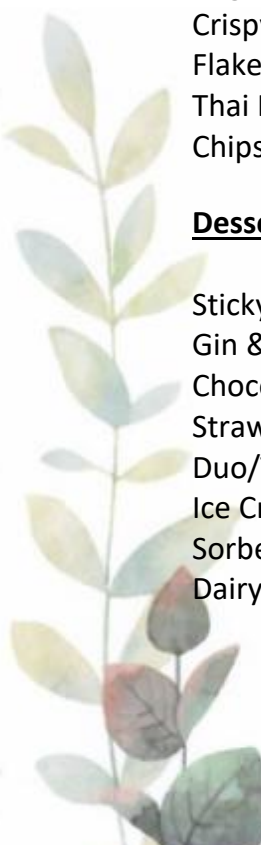 Crispy
Flake
Thai
Chips
Desse
Sticky
Gin &
Choco
Straw
Duo/
Ice Cr
Sorbe
Dairy